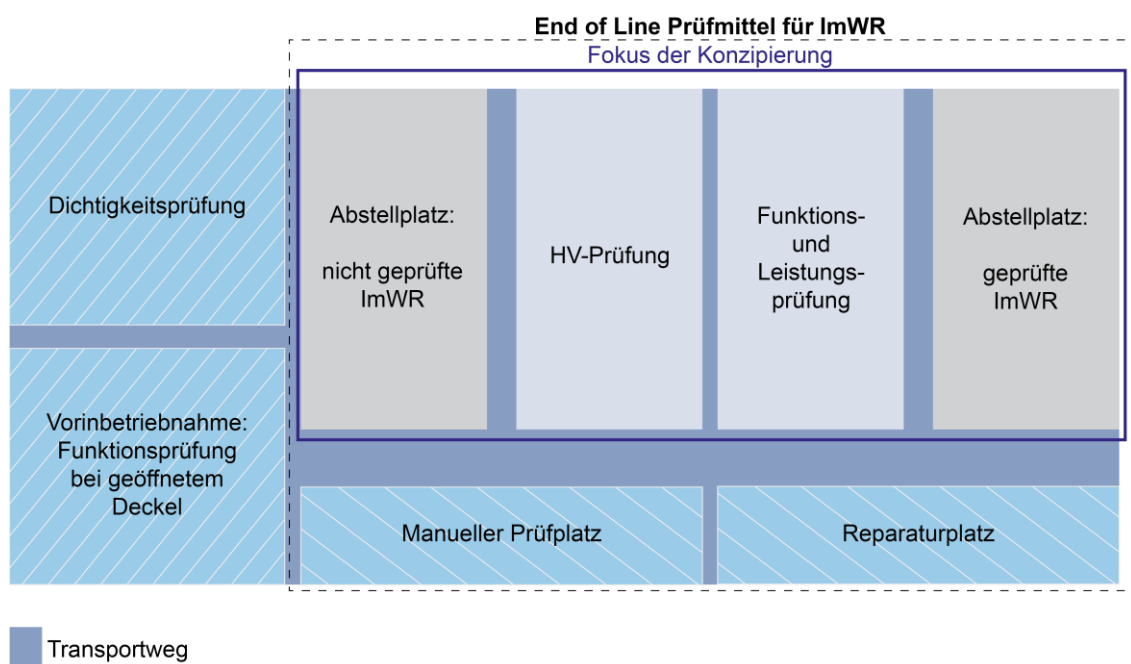 End of Line Prüfmittel für ImWR
Fokus der Konzipierung
Dichtigkeitsprüfung
Abstellplatz:
nicht geprüfte
ImWR
HV-Prüfung
Funktions-
und
Leistungs-
prüfung
Abstellplatz:
geprüfte
ImWR
Vorinbetriebnahme:
Funktionsprüfung
bei geöffnetem
Deckel
Manueller Prüfplatz
Reparaturplatz
Transportweg